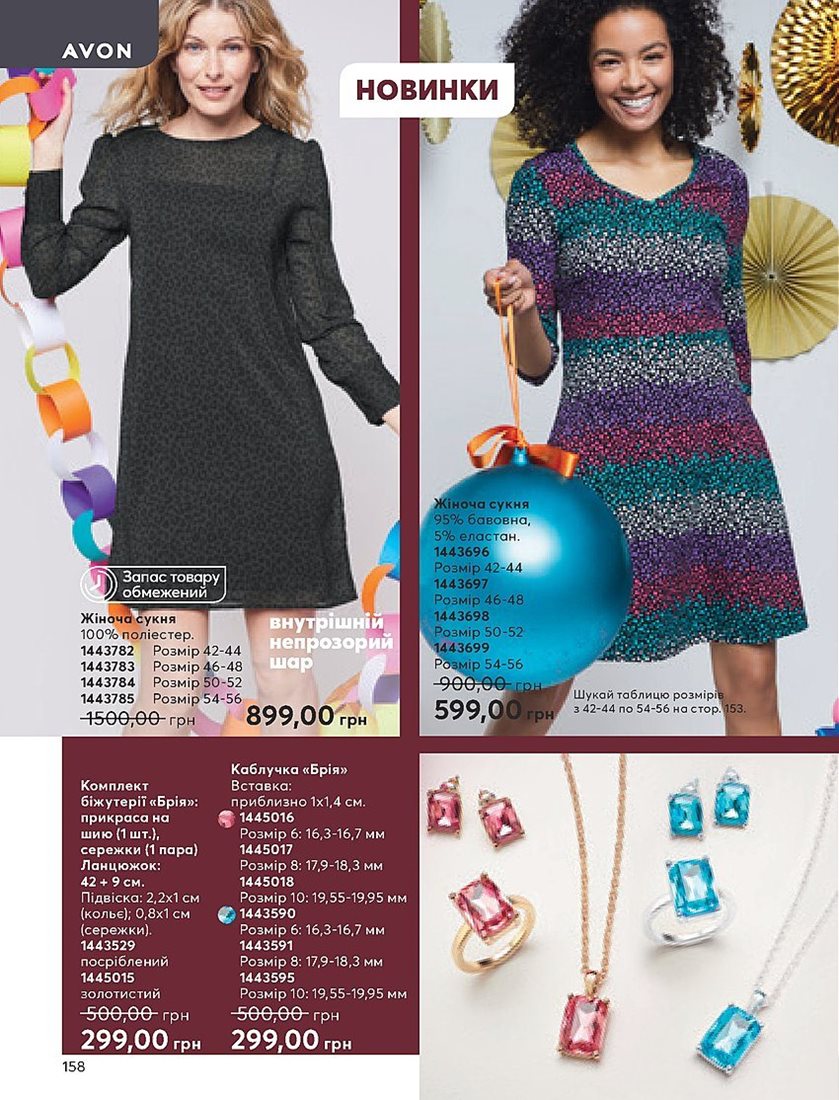 AVON
НОВИНКИ
Запас товару
обмежений
Жіноча сукня
100% поліестер.
1443782 Розмір 42-44
1443783 Розмір 46-48
1443784 Розмір 50-52
1443785 Розмір 54-56
1500,00 грн
899,00 грн
внутрішній
непрозорий
шар
Жіноча сукня
95% бавовна,
5% еластан.
1443696
Розмір 42-44
1443697
Розмір 46-48
1443698
Розмір 50-52
1443699
Розмір 54-56
900,00 грн
599,00 грн
Шукай таблицю розмірів
з 42-44 по 54-56 на стор. 153.
Комплект
біжутерії «Брія»:
прикраса на
шию (1 шт.),
сережки (1 пара)
Ланцюжок:
42 + 9 см.
Підвіска: 2,2х1 см
(кольє); 0,8х1 см
(сережки).
1443529
посріблений
1445015
золотистий
500,00 грн
299,00 грн
Каблучка «Брія»
Вставка:
приблизно 1х1,4 см.
1445016
Розмір 6: 16,3-16,7 мм
1445017
Розмір 8: 17,9-18,3 мм
1445018
Розмір 10: 19,55-19,95 мм
1443590
Розмір 6: 16,3-16,7 мм
1443591
Розмір 8: 17,9-18,3 мм
1443595
Розмір 10: 19,55-19,95 мм
500,00 грн
299,00 грн
158